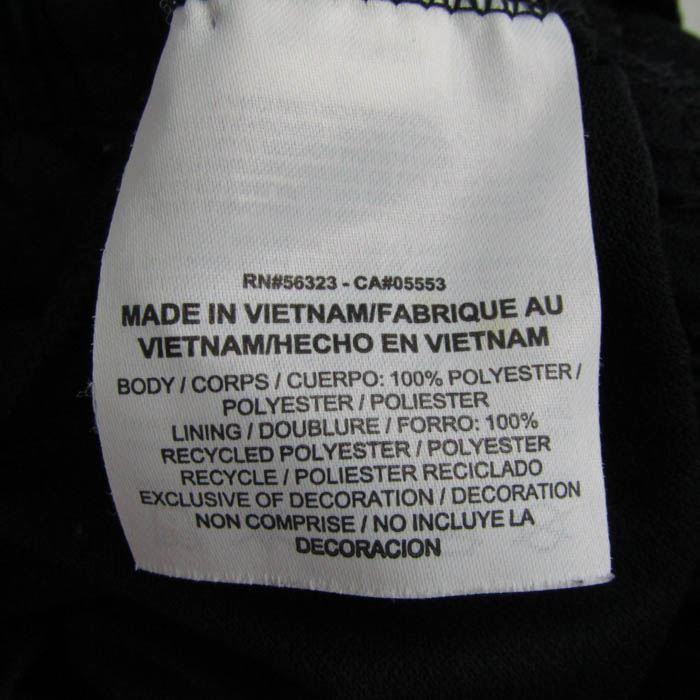 RN#56323 - CA#05553
MADE IN VIETNAM/FABRIQUE AU
VIETNAM/HECHO EN VIETNAM
BODY / CORPS / CUERPO: 100% POLYESTER /
POLYESTER / POLIESTER
LINING / DOUBLURE / FORRO: 100%
RECYCLED POLYESTER / POLYESTER
RECYCLE / POLIESTER RECICLADO
EXCLUSIVE OF DECORATION / DECORATION
NON COMPRISE / NO INCLUYE LA
DECORACION